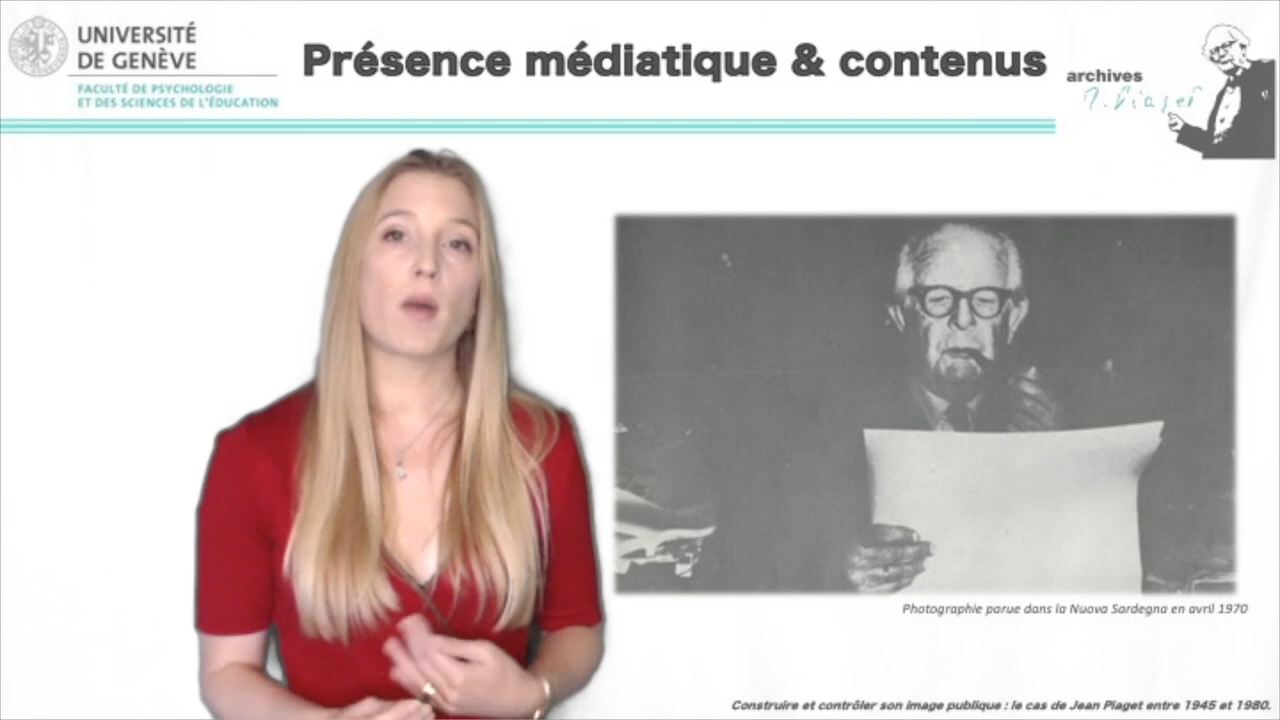 UNIVERSITÉ
DE GENÈVE
FACULTÉ DE PSYCHOLOGIE
ET DES SCIENCES DE L'ÉDUCATION
Présence médiatique & contenus
archives
J. Piaget
Photographie parue dans la Nuova Sardegna en avril 1970
Construire et contrôler son image publique : le cas de Jean Piaget entre 1945 et 1980.